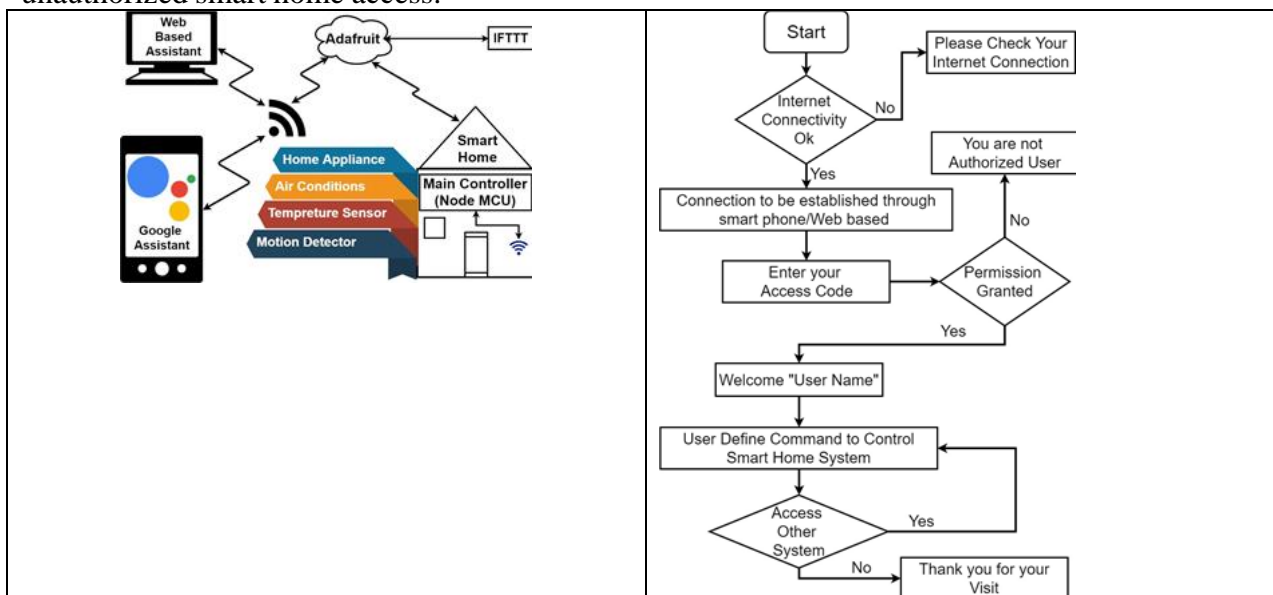 unauthorized smart home access.
Web
Based
Assistant
Adafruit
IFTTT
Smart
Home
Home Appliance
Air Conditions
Tempreture Sensor
Motion Detector
Main Controller
(Node MCU)
Google
Assistant
Start
Please Check Your
Internet Connection
Internet
Connectivity
Ok
No
Yes
You are not
Authorized User
Connection to be established through
smart phone/Web based
No
Enter your
Access Code
Permission
Granted
Yes
Welcome "User Name"
User Define Command to Control
Smart Home System
Access
Other
System
Yes
No
Thank you for your
Visit